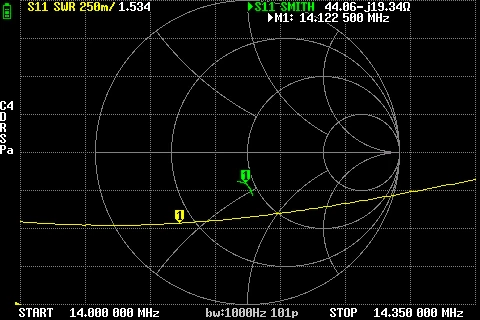 S11 SWR 250m/ 1.534
▶S11 SMITH 44.06-j19.34Ω
▶M1: 14.122 500 MHz
C4
D
R
S
Pa
1
1
START 14.000 000 MHz bw:1000Hz 101p STOP 14.350 000 MHz